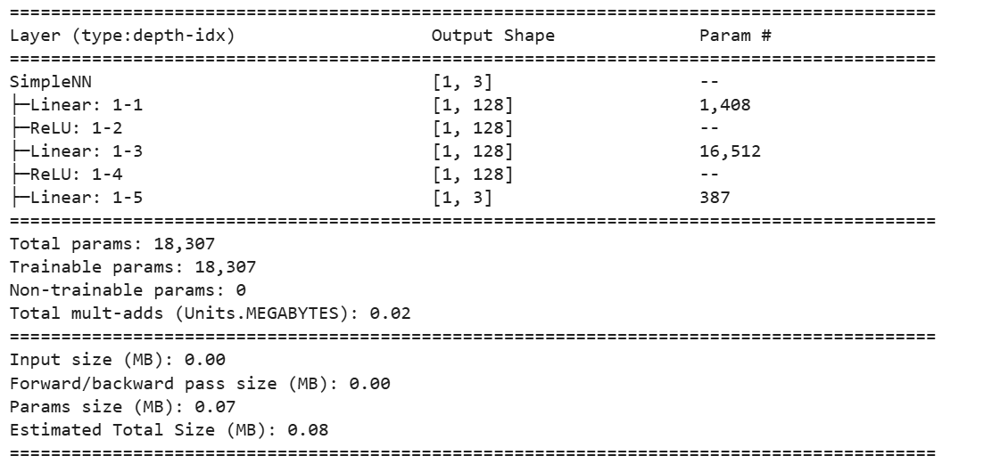 ==========================================================================================
Layer (type:depth-idx)                   Output Shape              Param #
==========================================================================================
SimpleNN                                 [1, 3]                    --
├─Linear: 1-1                            [1, 128]                  1,408
├─ReLU: 1-2                              [1, 128]                  --
├─Linear: 1-3                            [1, 128]                  16,512
├─ReLU: 1-4                              [1, 128]                  --
├─Linear: 1-5                            [1, 3]                    387
==========================================================================================
Total params: 18,307
Trainable params: 18,307
Non-trainable params: 0
Total mult-adds (Units.MEGABYTES): 0.02
==========================================================================================
Input size (MB): 0.00
Forward/backward pass size (MB): 0.00
Params size (MB): 0.07
Estimated Total Size (MB): 0.08
==========================================================================================